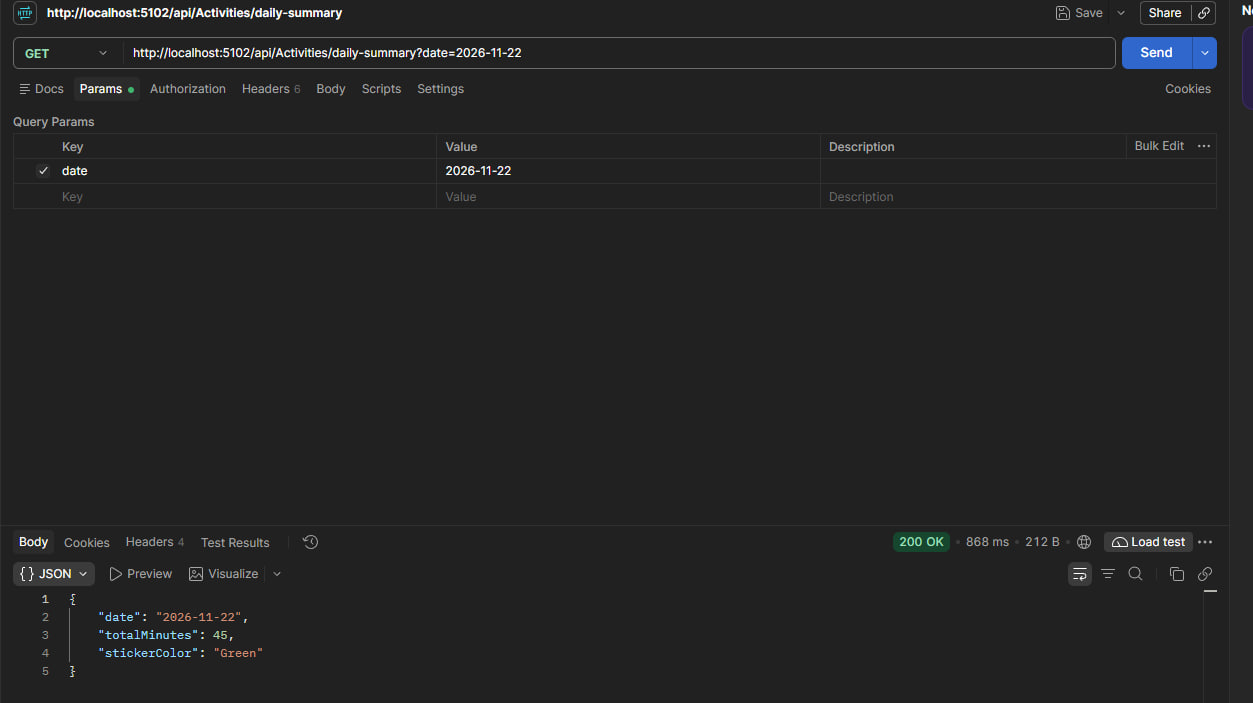 HTTP http://localhost:5102/api/Activities/daily-summary Save Share
GET http://localhost:5102/api/Activities/daily-summary?date=2026-11-22 Send
Docs Params Authorization Headers 6 Body Scripts Settings Cookies
Query Params
Key Value Description Bulk Edit
date 2026-11-22
Key Value Description
Body Cookies Headers 4 Test Results 200 OK 868 ms 212 B Load test
{} JSON Preview Visualize
1 {
2 "date": "2026-11-22",
3 "totalMinutes": 45,
4 "stickerColor": "Green"
5 }